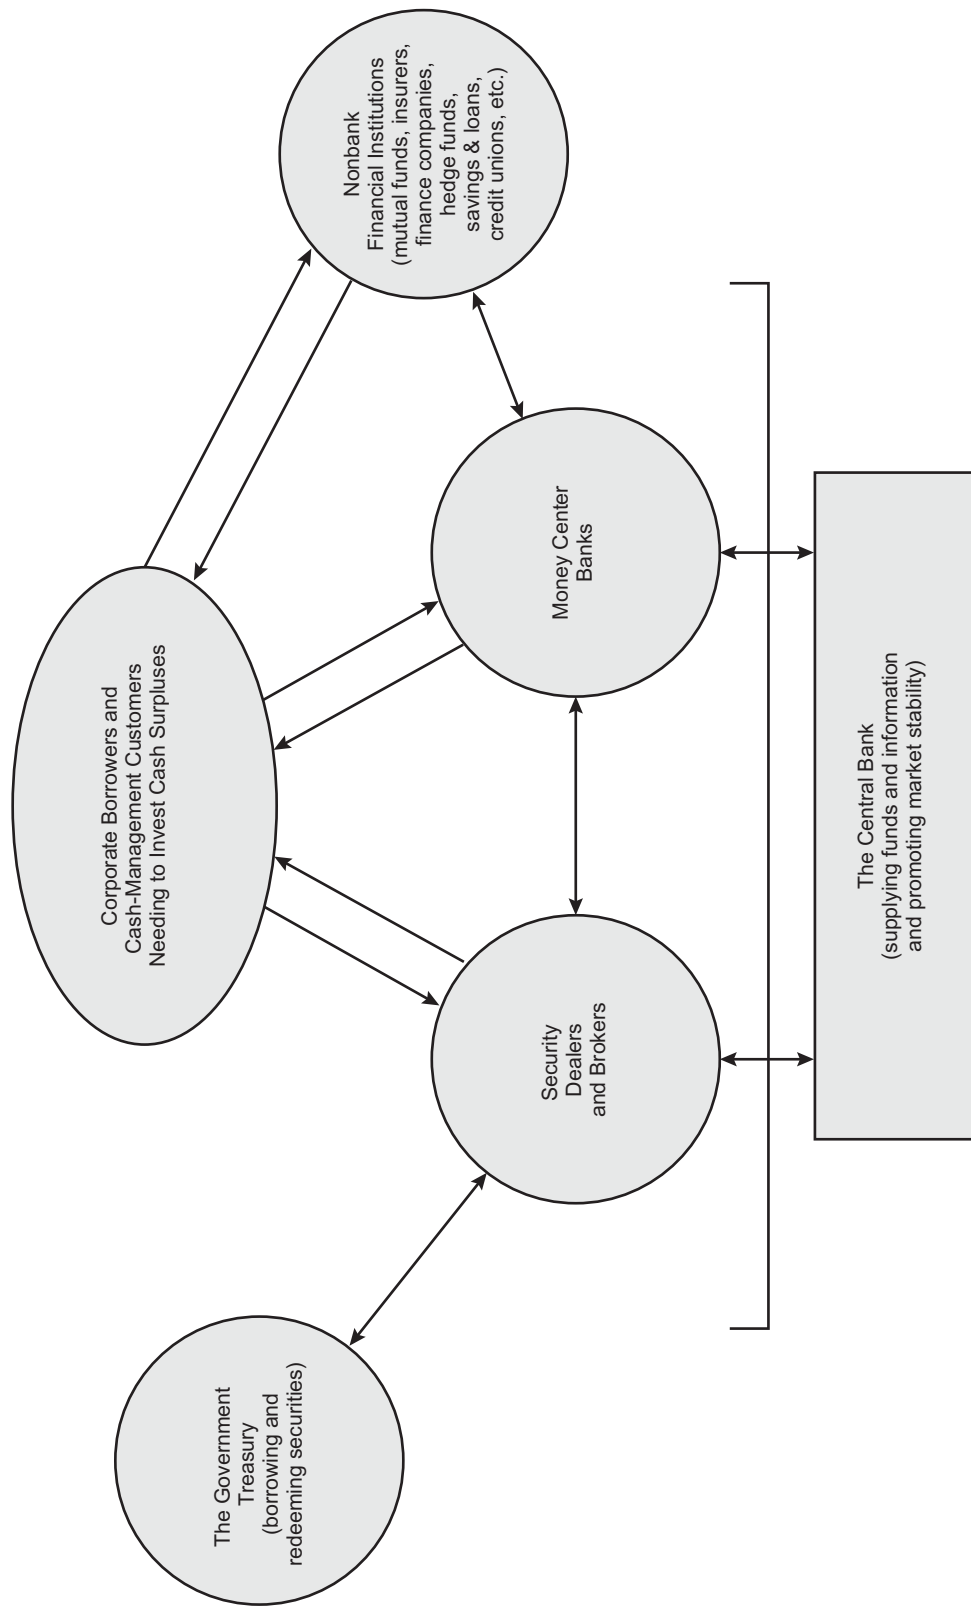 Corporate Borrowers and
Cash-Management Customers
Needing to Invest Cash Surpluses
The Government
Treasury
(borrowing and
redeeming securities)
Nonbank
Financial Institutions
(mutual funds, insurers,
finance companies,
hedge funds,
savings & loans,
credit unions, etc.)
Security
Dealers
and Brokers
Money Center
Banks
The Central Bank
(supplying funds and information
and promoting market stability)